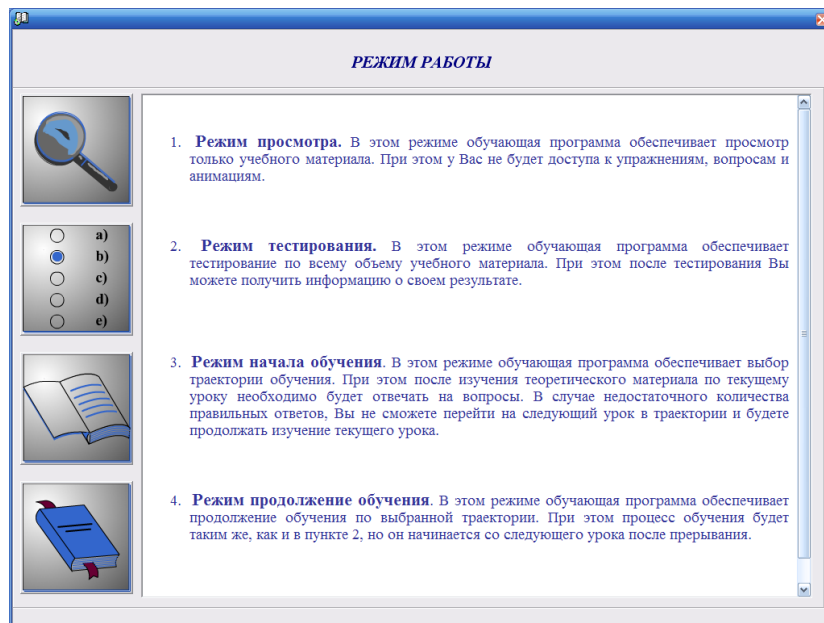 РЕЖИМ РАБОТЫ
1. Режим просмотра. В этом режиме обучающая программа обеспечивает просмотр
только учебного материала. При этом у Вас не будет доступа к упражнениям, вопросам и
анимациям.
a)
b)
c)
d)
e)
2. Режим тестирования. В этом режиме обучающая программа обеспечивает
тестирование по всему объему учебного материала. При этом после тестирования Вы
можете получить информацию о своем результате.
3. Режим начала обучения. В этом режиме обучающая программа обеспечивает выбор
траектории обучения. При этом после изучения теоретического материала по текущему
уроку необходимо будет отвечать на вопросы. В случае недостаточного количества
правильных ответов, Вы не сможете перейти на следующий урок в траектории и будете
продолжать изучение текущего урока.
4. Режим продолжение обучения. В этом режиме обучающая программа обеспечивает
продолжение обучения по выбранной траектории. При этом процесс обучения будет
таким же, как и в пункте 2, но он начинается со следующего урока после прерывания.